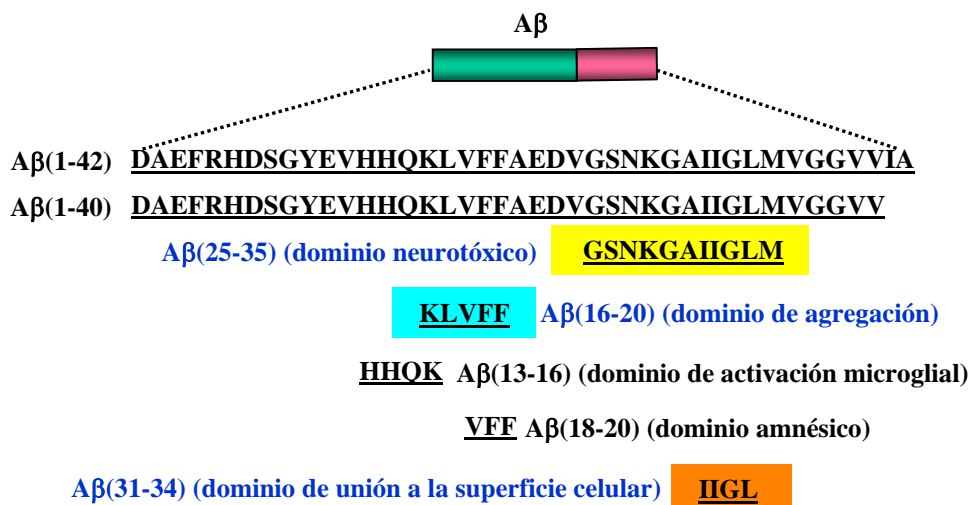 Aβ
Aβ(1-42) DAEFRHDSGYEVHHQKLVFFAEDVGSNKGAIIGLMVGGVVIA
Aβ(1-40) DAEFRHDSGYEVHHQKLVFFAEDVGSNKGAIIGLMVGGVV
Aβ(25-35) (dominio neurotóxico) GSNKGAIIGLM
KLVFF Aβ(16-20) (dominio de agregación)
HHQK Aβ(13-16) (dominio de activación microglial)
VFF Aβ(18-20) (dominio amnésico)
Aβ(31-34) (dominio de unión a la superficie celular) IIGL